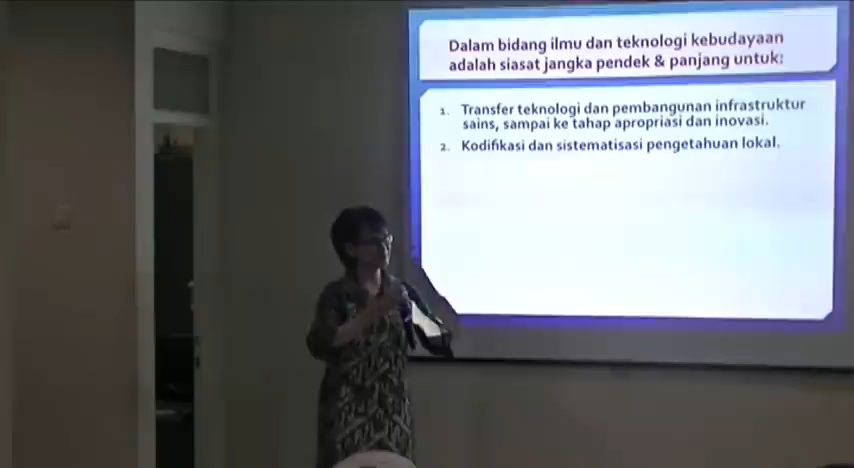 Dalam bidang ilmu dan teknologi kebudayaan
adalah siasat jangka pendek & panjang untuk:
1. Transfer teknologi dan pembangunan infrastruktur
sains, sampai ke tahap apropriasi dan inovasi.
2. Kodifikasi dan sistematisasi pengetahuan lokal.